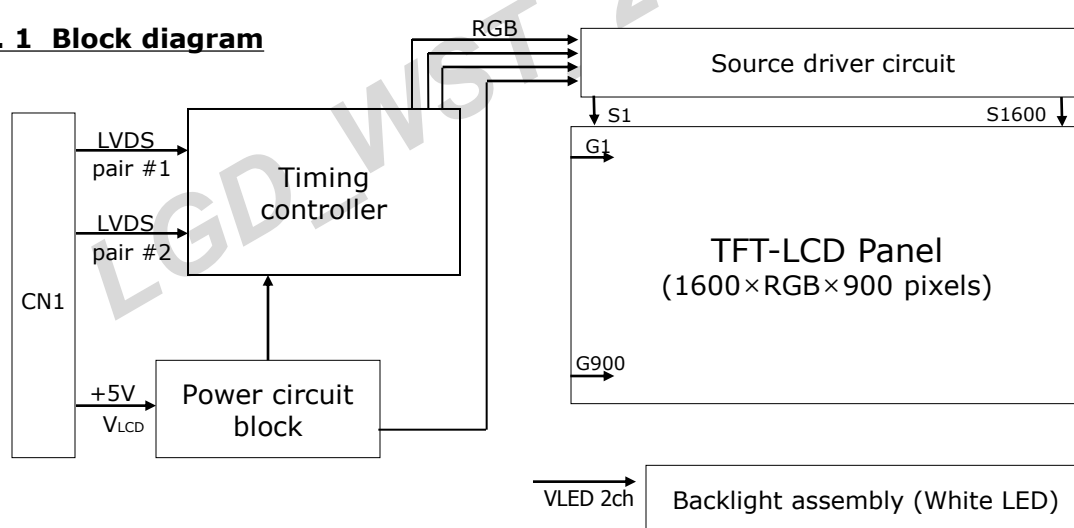 . 1 Block diagram
RGB
Source driver circuit
S1
S1600
G1
CN1
LVDS
pair #1
LVDS
pair #2
Timing
controller
TFT-LCD Panel
(1600×RGB×900 pixels)
G900
+5V
VLCD
Power circuit
block
VLED 2ch
Backlight assembly (White LED)
LGD_WST_2